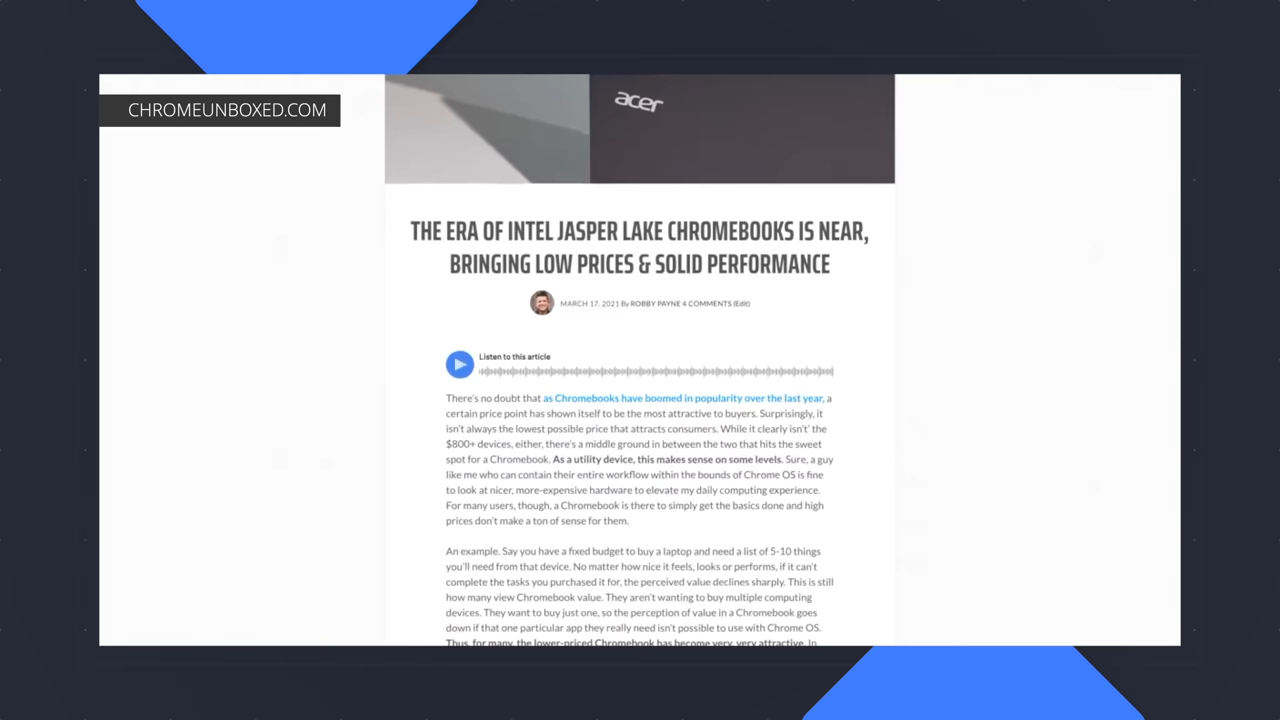 CHROMEUNBOXED.COM
acer
THE ERA OF INTEL JASPER LAKE CHROMEBOOKS IS NEAR,
BRINGING LOW PRICES & SOLID PERFORMANCE
MARCH 17, 2021 By ROBBY PAYNE 4 COMMENTS (Edit)
Listen to this article
There's no doubt that as Chromebooks have boomed in popularity over the last year, a
certain price point has shown itself to be the most attractive to buyers. Surprisingly, it
isn't always the lowest possible price that attracts consumers. While it clearly isn't' the
$800+ devices, either, there's a middle ground in between the two that hits the sweet
spot for a Chromebook. As a utility device, this makes sense on some levels. Sure, a guy
like me who can contain their entire workflow within the bounds of Chrome OS is fine
to look at nicer, more-expensive hardware to elevate my daily computing experience.
For many users, though, a Chromebook is there to simply get the basics done and high
prices don't make a ton of sense for them.
An example. Say you have a fixed budget to buy a laptop and need a list of 5-10 things
you'll need from that device. No matter how nice it feels, looks or performs, if it can't
complete the tasks you purchased it for, the perceived value declines sharply. This is still
how many view Chromebook value. They aren't wanting to buy multiple computing
devices. They want to buy just one, so the perception of value in a Chromebook goes
down if that one particular app they really need isn't possible to use with Chrome OS.
Thus, for many, the lower-priced Chromebook has become very, very attractive. In